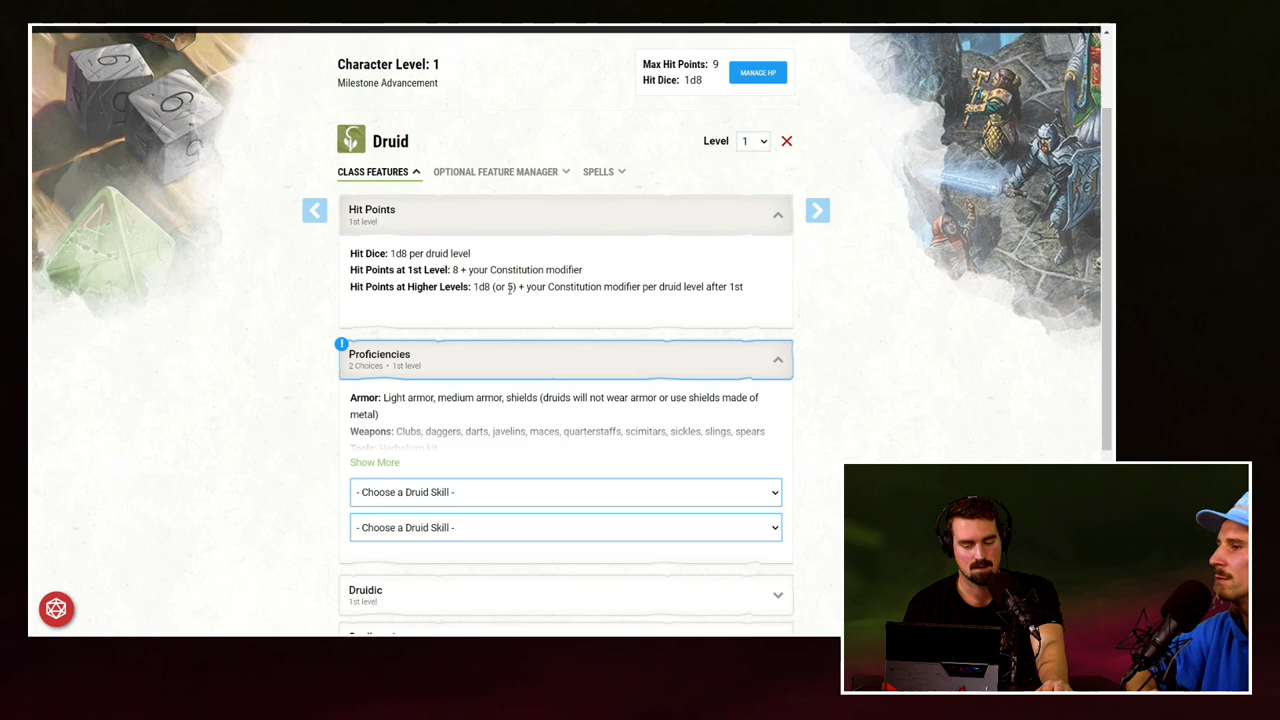 Character Level: 1
Milestone Advancement
Max Hit Points: 9
Hit Dice: 1d8
MANAGE HP
Druid
Level 1
CLASS FEATURES
OPTIONAL FEATURE MANAGER
SPELLS
Hit Points
1st level
Hit Dice: 1d8 per druid level
Hit Points at 1st Level: 8 + your Constitution modifier
Hit Points at Higher Levels: 1d8 (or 5) + your Constitution modifier per druid level after 1st
!
Proficiencies
2 Choices • 1st level
Armor: Light armor, medium armor, shields (druids will not wear armor or use shields made of
metal)
Weapons: Clubs, daggers, darts, javelins, maces, quarterstaffs, scimitars, sickles, slings, spears
Tools: Herbalism kit
Show More
- Choose a Druid Skill -
- Choose a Druid Skill -
Druidic
1st level